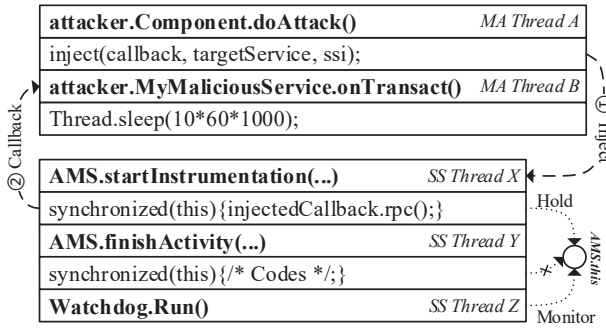 attacker.Component.doAttack() MA Thread A
inject(callback, targetService, ssi);
attacker.MyMaliciousService.onTransact() MA Thread B
Thread.sleep(10*60*1000);
① Inject
② Callback
AMS.startInstrumentation(...) SS Thread X
synchronized(this){injectedCallback.rpc();}
Hold
AMS.finishActivity(...) SS Thread Y
synchronized(this){/* Codes */;}
AMS.this
Watchdog.Run() SS Thread Z
Monitor